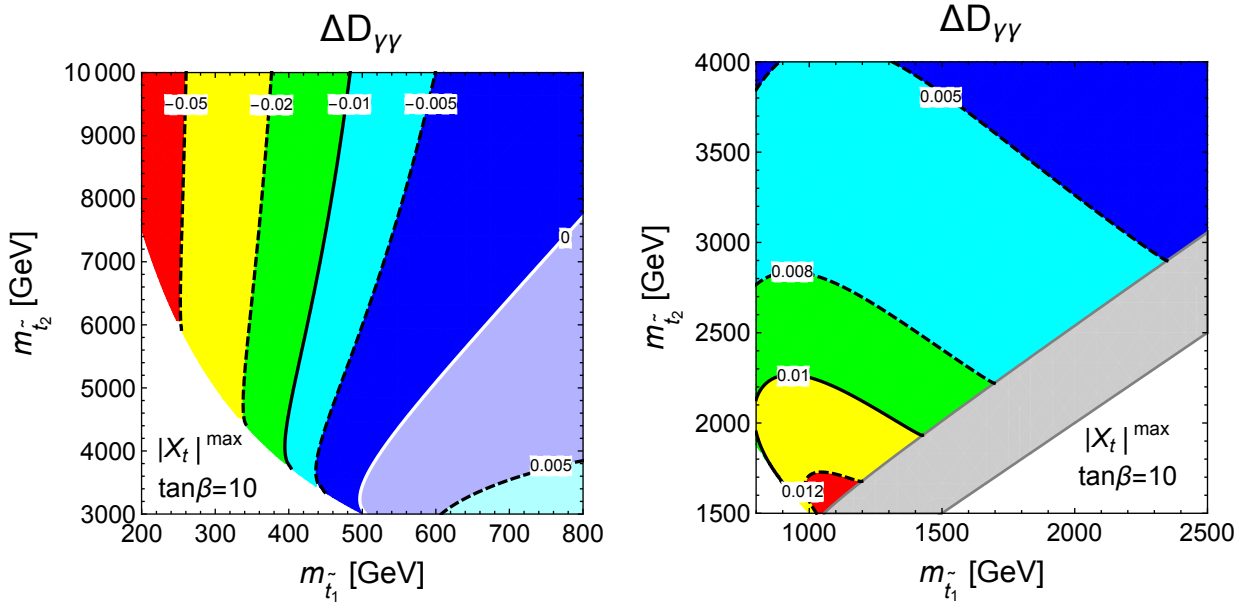 ΔDγγ
10 000
9000
8000
7000
6000
5000
4000
3000
200 300 400 500 600 700 800
m_t̃₁ [GeV]
m_t̃₂ [GeV]
−0.05
−0.02
−0.01
−0.005
0
0.005
|X_t|^max
tanβ=10
ΔDγγ
4000
3500
3000
2500
2000
1500
1000 1500 2000 2500
m_t̃₁ [GeV]
m_t̃₂ [GeV]
0.005
0.008
0.01
0.012
|X_t|^max
tanβ=10